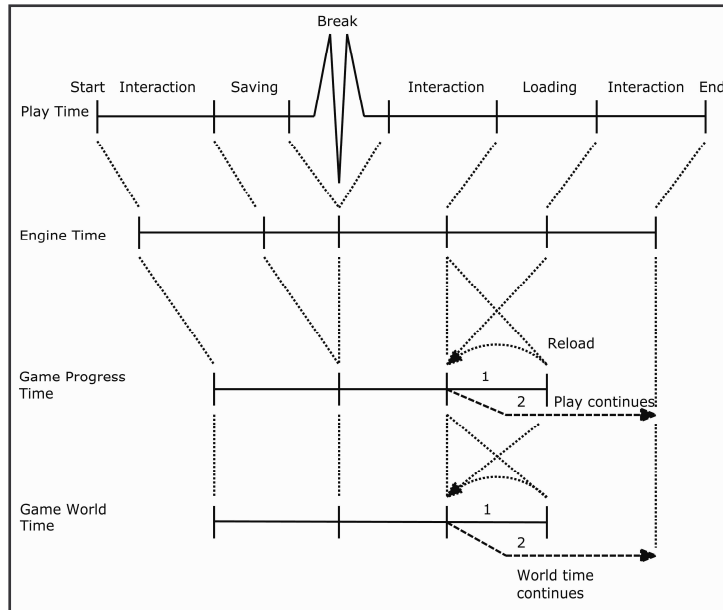 Break
Start Interaction Saving Interaction Loading Interaction End
Play Time
Engine Time
Reload
Game Progress
Time
1
2 Play continues
Game World
Time
1
2
World time
continues